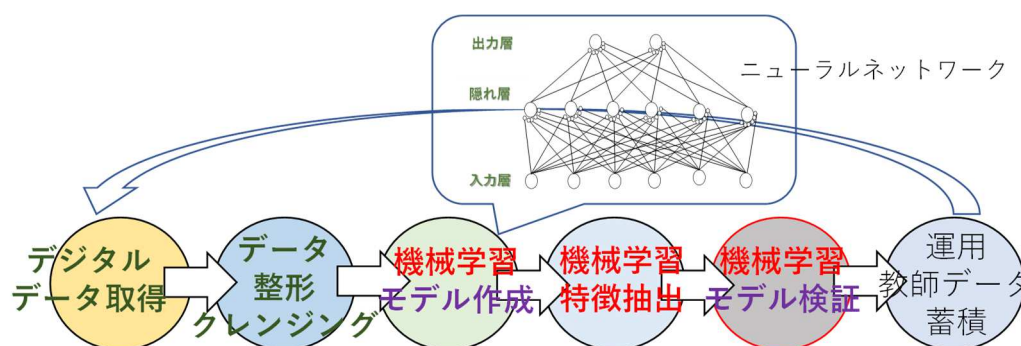 出力層
ニューラルネットワーク
隠れ層
入力層
デジタル
データ取得
データ
整形
クレンジング
機械学習
モデル作成
機械学習
特徴抽出
機械学習
モデル検証
運用
教師データ
蓄積